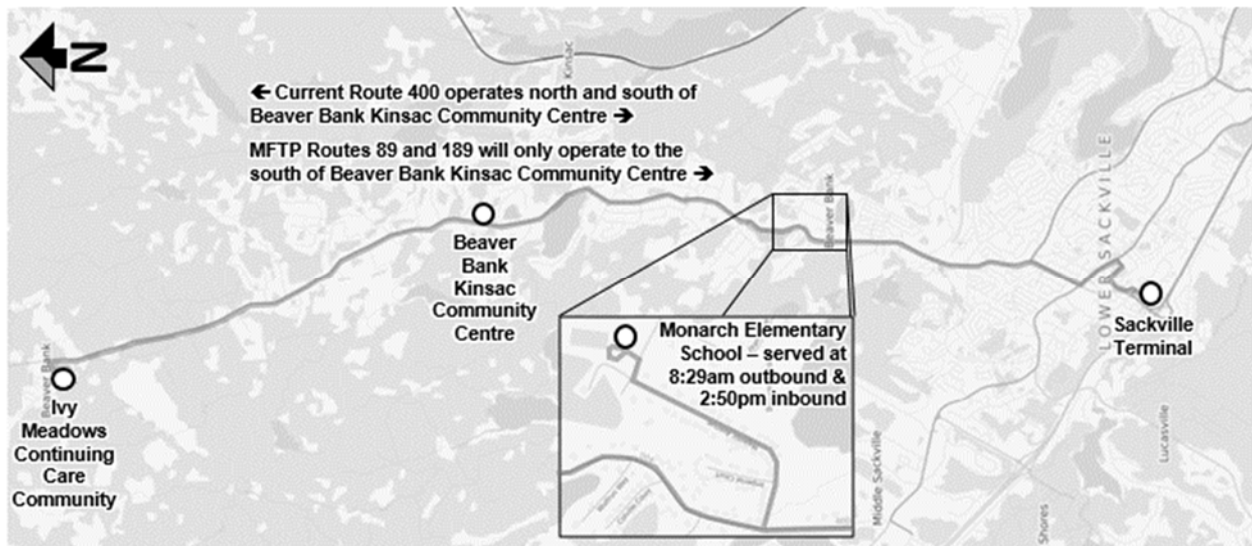 N
Kinsac
← Current Route 400 operates north and south of
Beaver Bank Kinsac Community Centre →
MFTP Routes 89 and 189 will only operate to the
south of Beaver Bank Kinsac Community Centre →
Beaver Bank
LOWER SACKVILLE
Beaver
Bank
Kinsac
Community
Centre
Sackville
Terminal
Monarch Elementary
School – served at
8:29am outbound &
2:50pm inbound
Beaver Bank
Ivy
Meadows
Continuing
Care
Community
Imperial Court
Middle Sackville
Lucasville
Shores